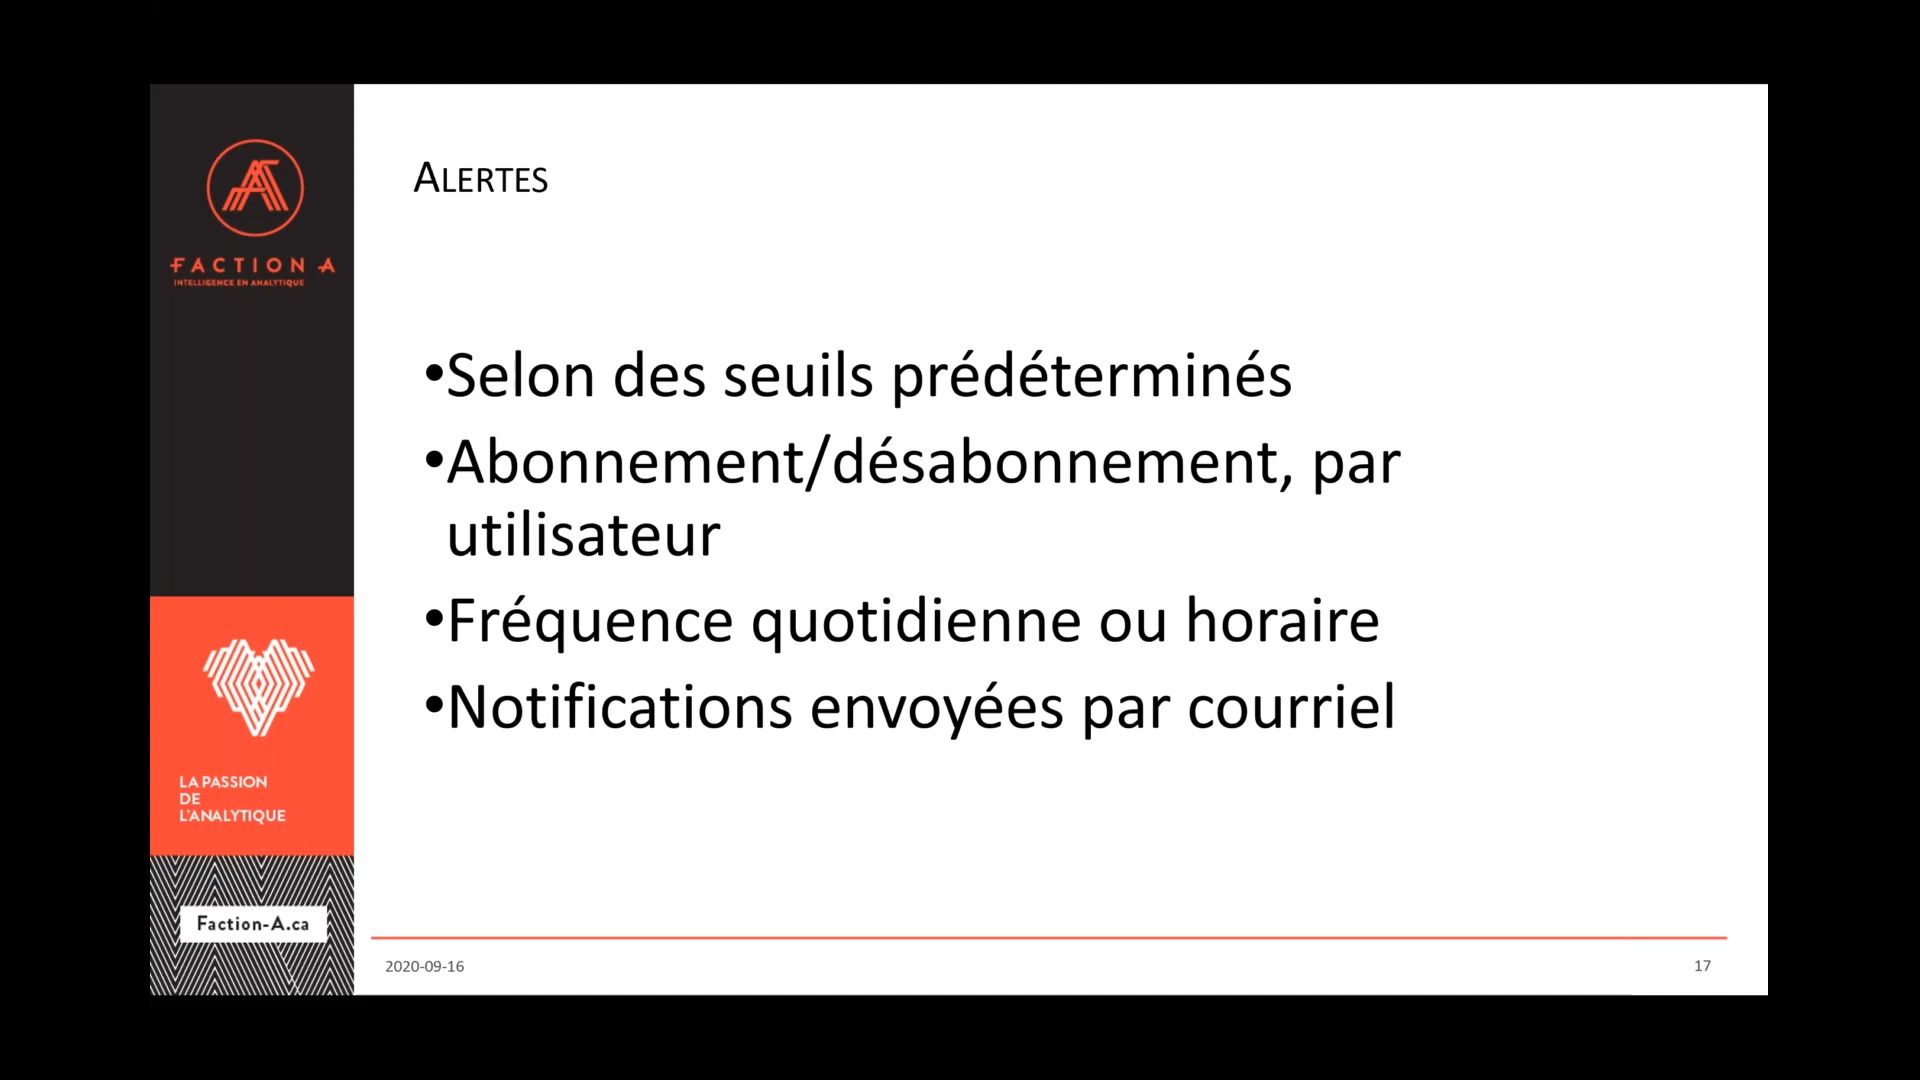 FACTION A
INTELLIGENCE EN ANALYTIQUE
LA PASSION
DE
L'ANALYTIQUE
Faction-A.ca
ALERTES
•Selon des seuils prédéterminés
•Abonnement/désabonnement, par
utilisateur
•Fréquence quotidienne ou horaire
•Notifications envoyées par courriel
2020-09-16
17